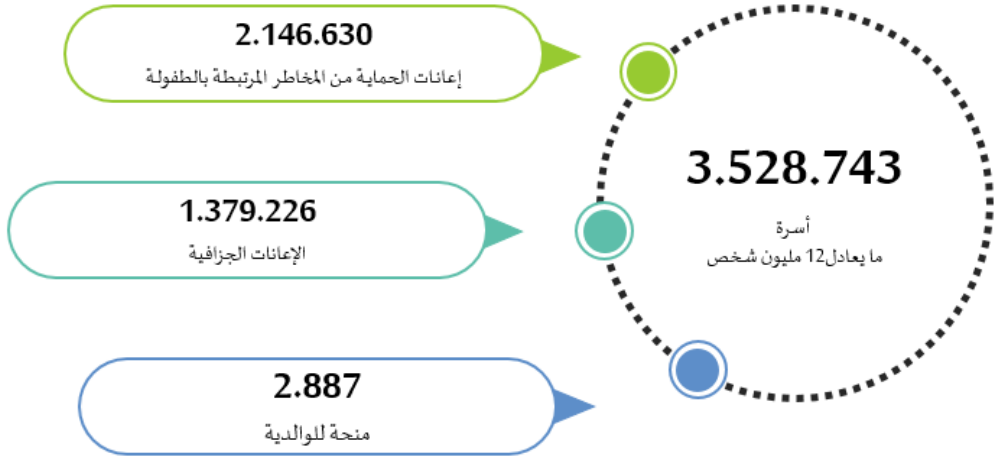 2.146.630
إعانات الحماية من المخاطر المرتبطة بالطفولة
3.528.743
أسرة
ما يعادل12 مليون شخص
1.379.226
الإعانات الجزافية
2.887
منحة للوالدية